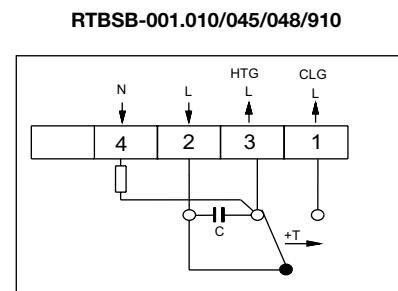 RTBSB-001.010/045/048/910
HTG CLG
N L L L
4 2 3 1
C
+T